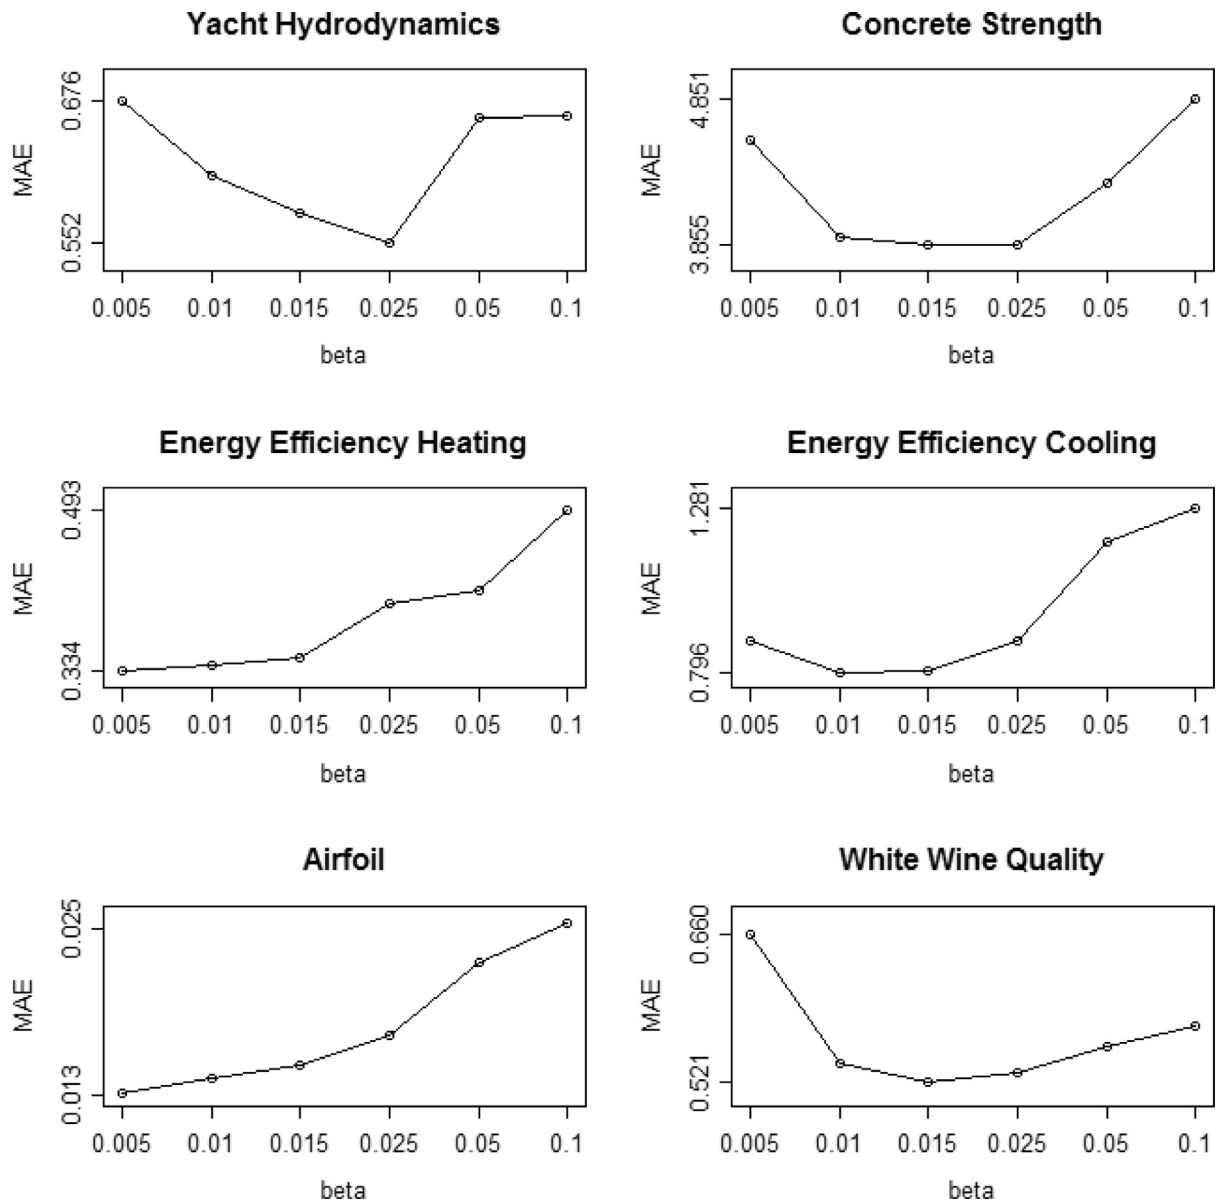 Yacht Hydrodynamics
MAE
0.676
0.552
0.005 0.01 0.015 0.025 0.05 0.1
beta
Concrete Strength
MAE
4.851
3.855
0.005 0.01 0.015 0.025 0.05 0.1
beta
Energy Efficiency Heating
MAE
0.493
0.334
0.005 0.01 0.015 0.025 0.05 0.1
beta
Energy Efficiency Cooling
MAE
1.281
0.796
0.005 0.01 0.015 0.025 0.05 0.1
beta
Airfoil
MAE
0.025
0.013
0.005 0.01 0.015 0.025 0.05 0.1
beta
White Wine Quality
MAE
0.660
0.521
0.005 0.01 0.015 0.025 0.05 0.1
beta